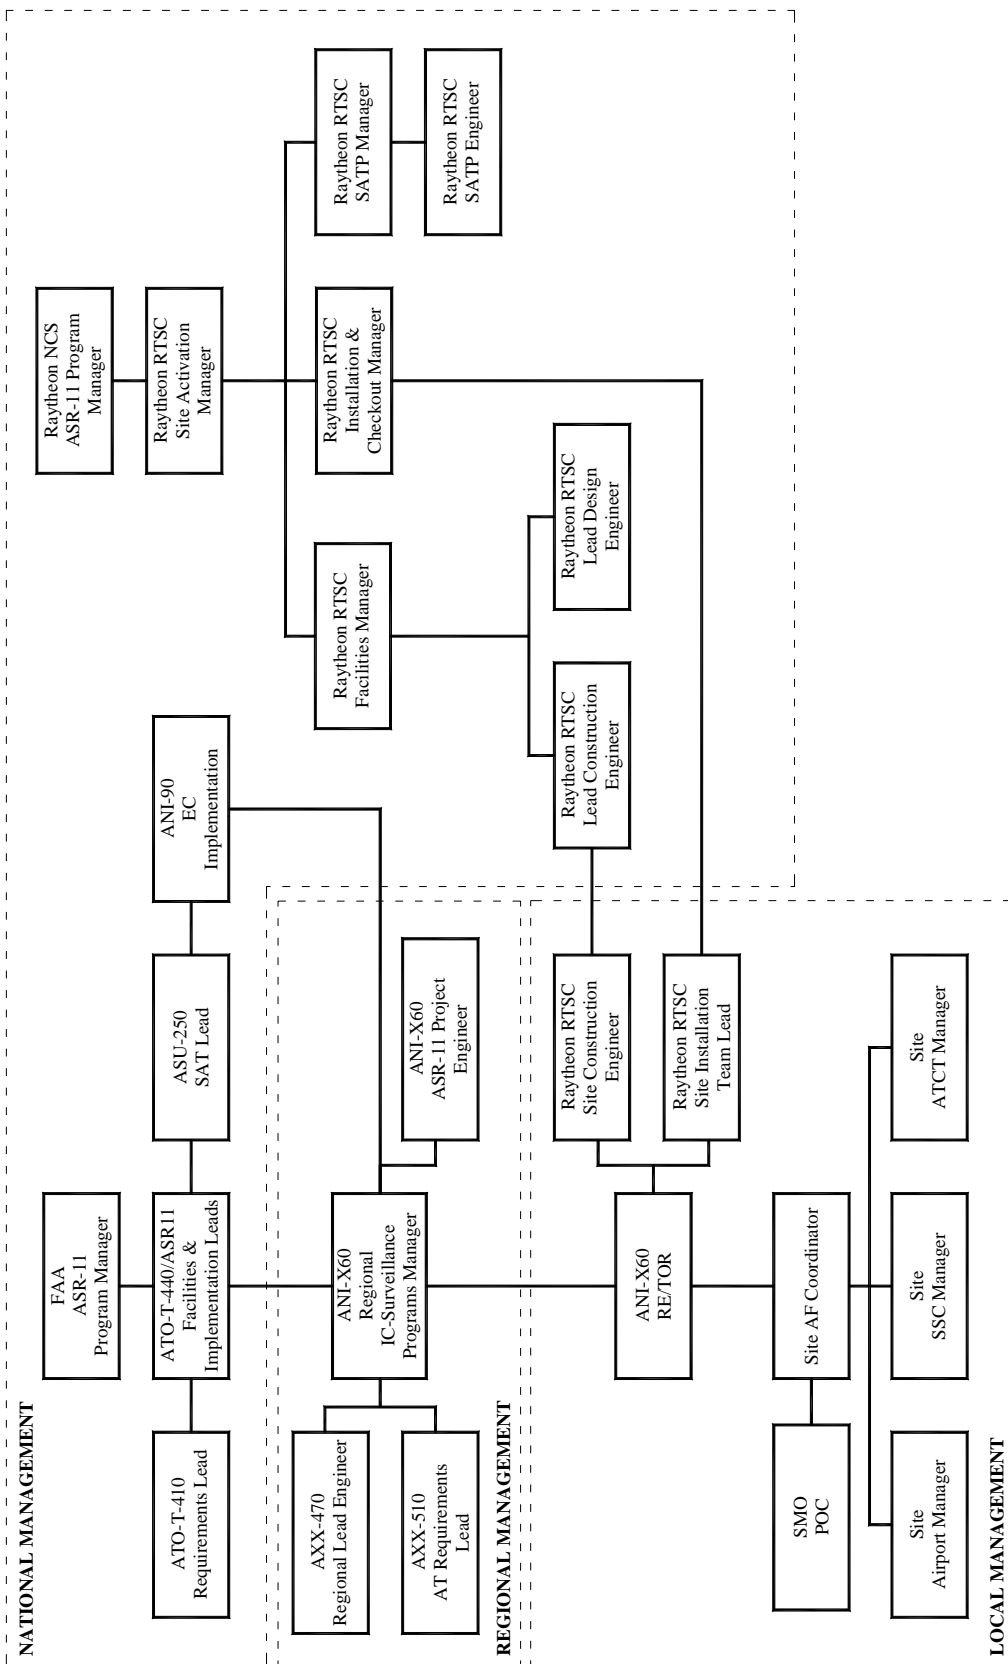 NATIONAL MANAGEMENT
FAA
ASR-11
Program Manager
Raytheon NCS
ASR-11 Program
Manager
ATO-T-410
Requirements Lead
ATO-T-440/ASR11
Facilities &
Implementation Leads
ASU-250
SAT Lead
ANI-90
EC
Implementation
Raytheon RTSC
Site Activation
Manager
Raytheon RTSC
Facilities Manager
Raytheon RTSC
Installation &
Checkout Manager
Raytheon RTSC
SATP Manager
Raytheon RTSC
SATP Engineer
Raytheon RTSC
Lead Construction
Engineer
Raytheon RTSC
Lead Design
Engineer
AXX-470
Regional Lead Engineer
AXX-510
AT Requirements
Lead
ANI-X60
Regional
IC-Surveillance
Programs Manager
ANI-X60
ASR-11 Project
Engineer
REGIONAL MANAGEMENT
ANI-X60
RE/TOR
Raytheon RTSC
Site Construction
Engineer
Raytheon RTSC
Site Installation
Team Lead
SMO
POC
Site AF Coordinator
Site
Airport Manager
Site
SSC Manager
Site
ATCT Manager
LOCAL MANAGEMENT